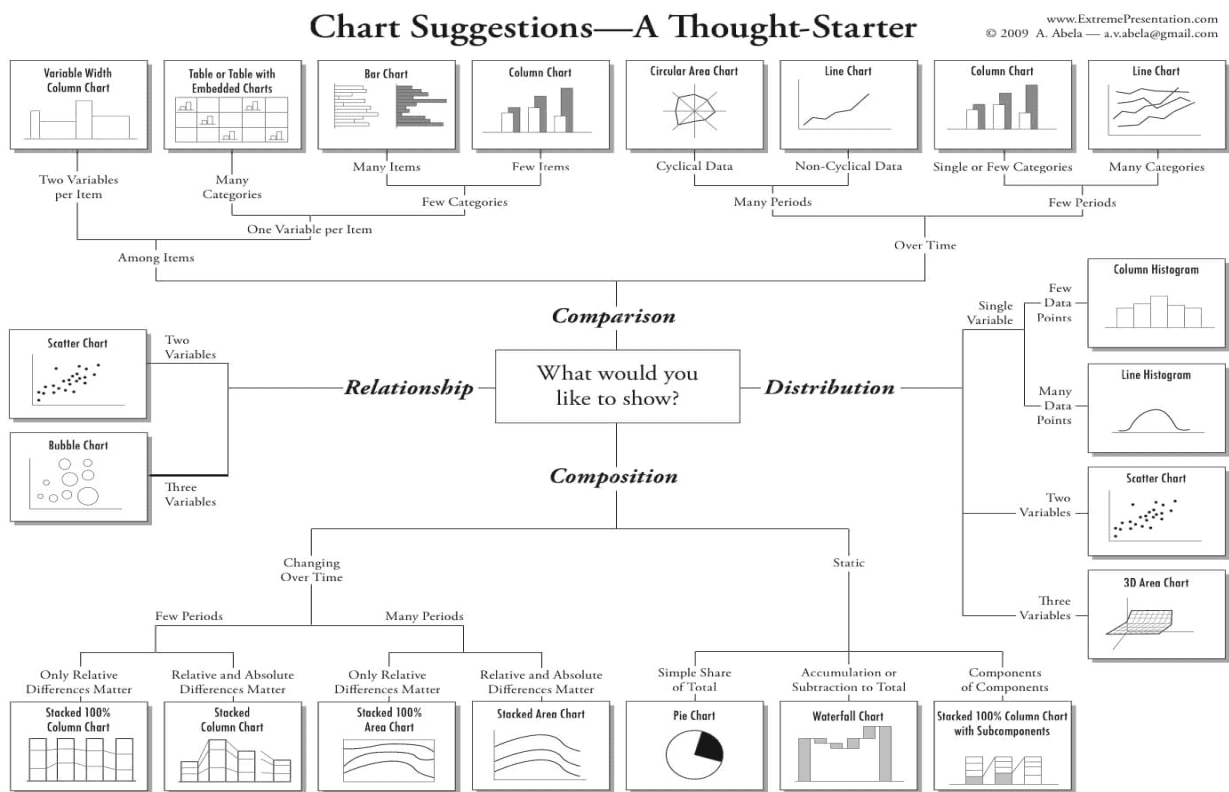 Chart Suggestions—A Thought-Starter
www.ExtremePresentation.com
© 2009 A. Abela — a.v.abela@gmail.com
Variable Width
Column Chart
Table or Table with
Embedded Charts
Bar Chart
Column Chart
Circular Area Chart
Line Chart
Column Chart
Line Chart
Two Variables
per Item
Many
Categories
Many Items
Few Items
Cyclical Data
Non-Cyclical Data
Single or Few Categories
Many Categories
Few Categories
Many Periods
Few Periods
One Variable per Item
Over Time
Among Items
Comparison
Relationship
What would you
like to show?
Distribution
Composition
Two
Variables
Scatter Chart
Bubble Chart
Three
Variables
Single
Variable
Few
Data
Points
Column Histogram
Many
Data
Points
Line Histogram
Two
Variables
Scatter Chart
Three
Variables
3D Area Chart
Changing
Over Time
Static
Few Periods
Many Periods
Only Relative
Differences Matter
Relative and Absolute
Differences Matter
Only Relative
Differences Matter
Relative and Absolute
Differences Matter
Simple Share
of Total
Accumulation or
Subtraction to Total
Components
of Components
Stacked 100%
Column Chart
Stacked
Column Chart
Stacked 100%
Area Chart
Stacked Area Chart
Pie Chart
Waterfall Chart
Stacked 100% Column Chart
with Subcomponents